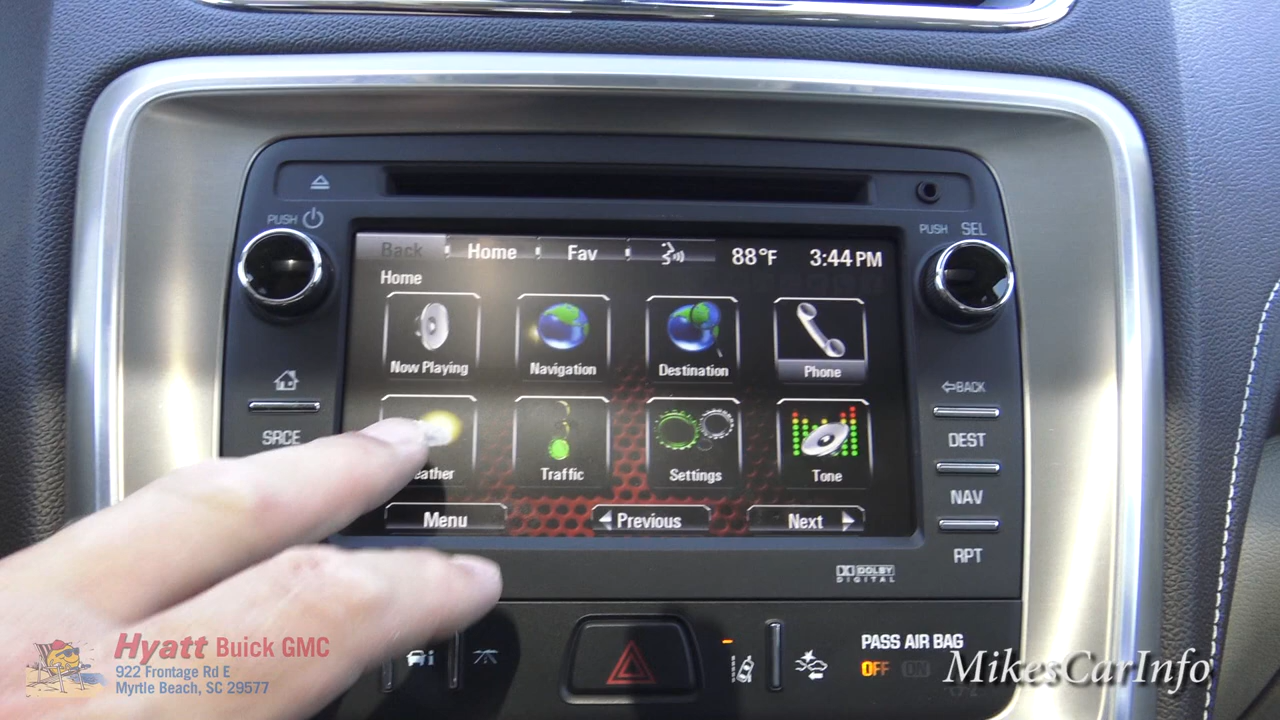 PUSH
PUSH SEL
Back Home Fav 88°F 3:44 PM
Home
Now Playing Navigation Destination Phone
BACK
SRCE
DEST
eather Traffic Settings Tone
NAV
Menu Previous Next
RPT
DOLBY
DIGITAL
PASS AIR BAG
OFF ON
Hyatt Buick GMC
922 Frontage Rd E
Myrtle Beach, SC 29577
MikesCarInfo